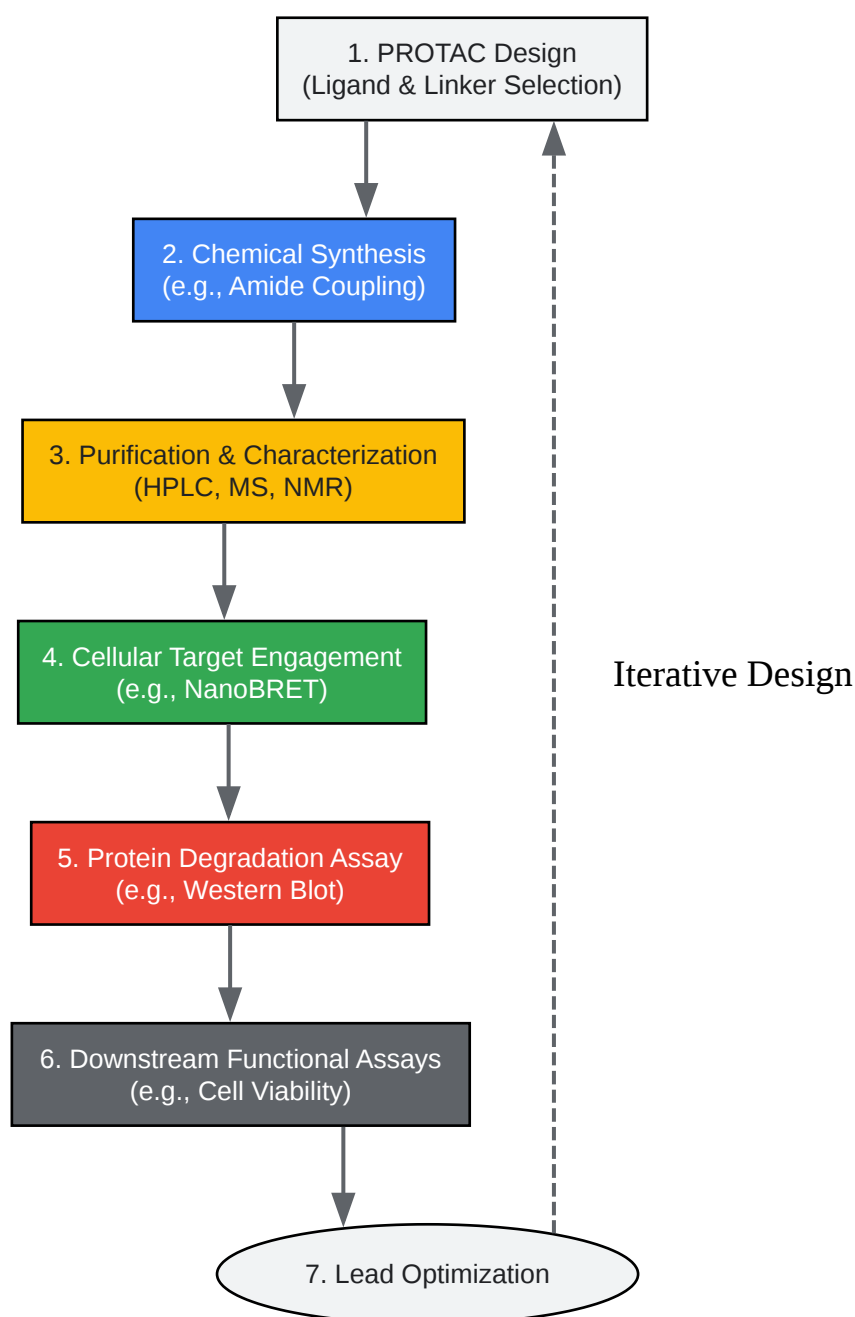 1. PROTAC Design
(Ligand & Linker Selection)
2. Chemical Synthesis
(e.g., Amide Coupling)
3. Purification & Characterization
(HPLC, MS, NMR)
4. Cellular Target Engagement
(e.g., NanoBRET)
Iterative Design
5. Protein Degradation Assay
(e.g., Western Blot)
6. Downstream Functional Assays
(e.g., Cell Viability)
7. Lead Optimization